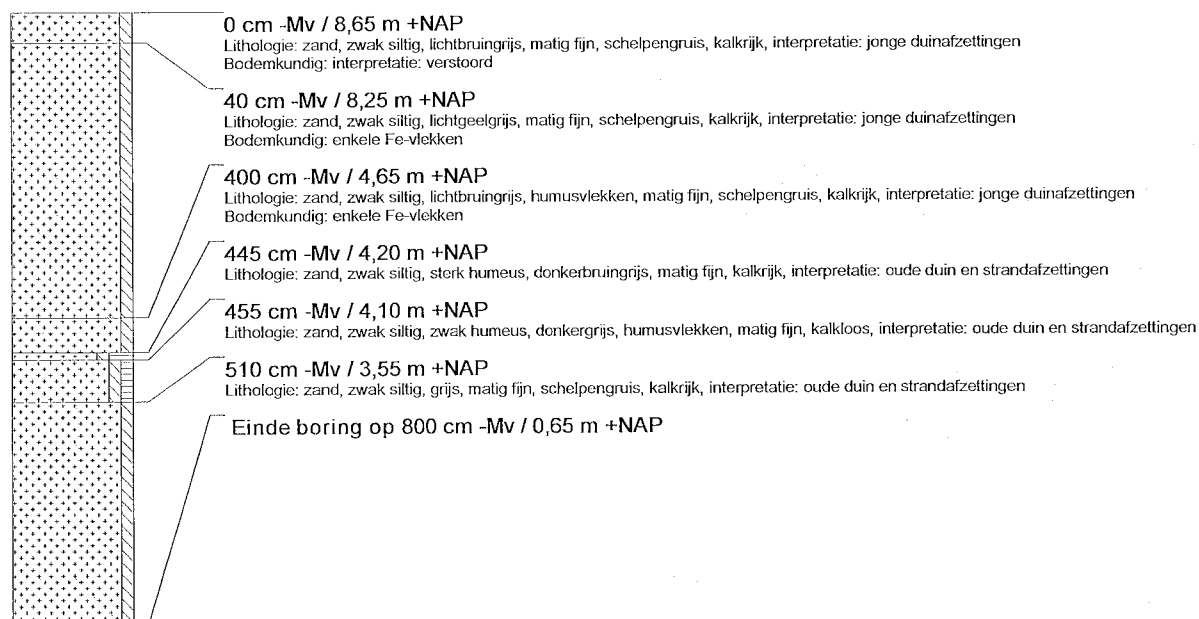 0 cm -Mv / 8,65 m +NAP
Lithologie: zand, zwak siltig, lichtbruingrijs, matig fijn, schelpengruis, kalkrijk, interpretatie: jonge duinafzettingen
Bodemkundig: interpretatie: verstoord
40 cm -Mv / 8,25 m +NAP
Lithologie: zand, zwak siltig, lichtgeelgrijs, matig fijn, schelpengruis, kalkrijk, interpretatie: jonge duinafzettingen
Bodemkundig: enkele Fe-vlekken
400 cm -Mv / 4,65 m +NAP
Lithologie: zand, zwak siltig, lichtbruingrijs, humusvlekken, matig fijn, schelpengruis, kalkrijk, interpretatie: jonge duinafzettingen
Bodemkundig: enkele Fe-vlekken
445 cm -Mv / 4,20 m +NAP
Lithologie: zand, zwak siltig, sterk humeus, donkerbruingrijs, matig fijn, kalkrijk, interpretatie: oude duin en strandafzettingen
455 cm -Mv / 4,10 m +NAP
Lithologie: zand, zwak siltig, zwak humeus, donkergrijs, humusvlekken, matig fijn, kalkloos, interpretatie: oude duin en strandafzettingen
510 cm -Mv / 3,55 m +NAP
Lithologie: zand, zwak siltig, grijs, matig fijn, schelpengruis, kalkrijk, interpretatie: oude duin en strandafzettingen
Einde boring op 800 cm -Mv / 0,65 m +NAP